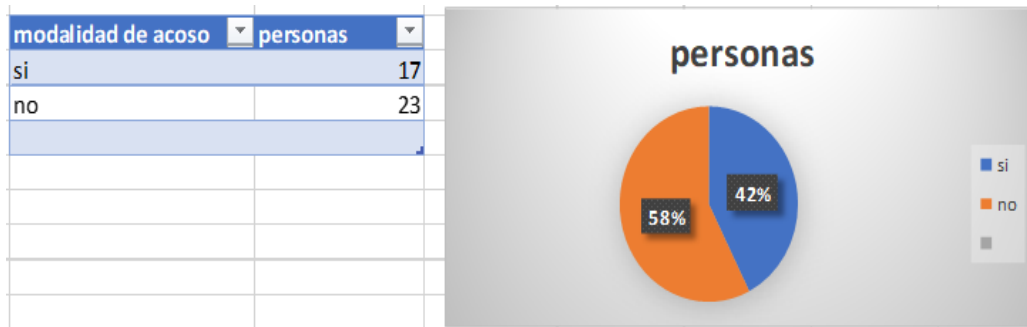 modalidad de acoso personas
si 17
no 23
personas
42%
58%
si
no